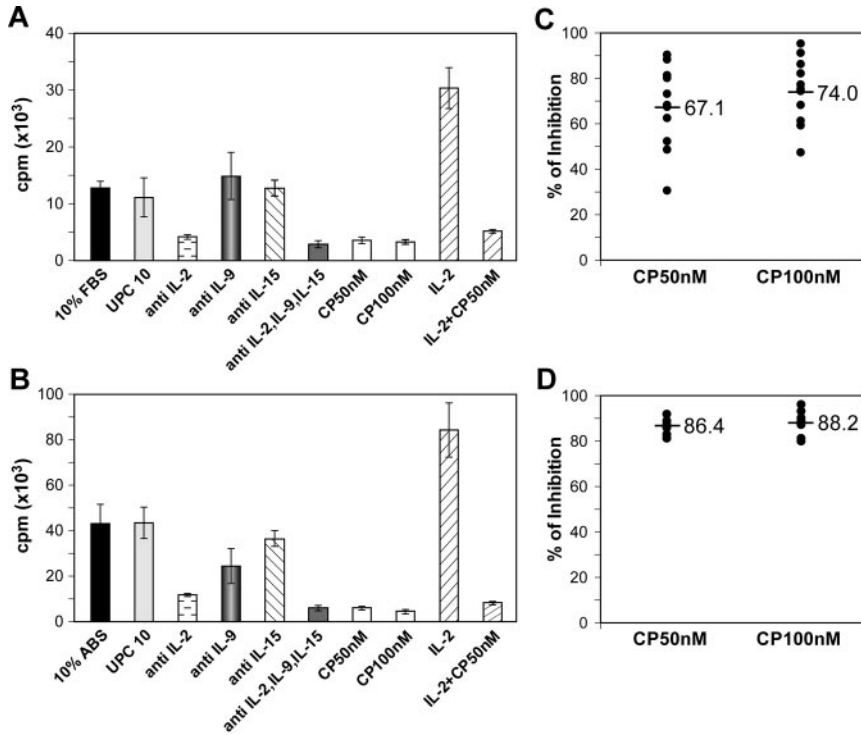 A
cpm (x10³)
40
30
20
10
0
10% FBS
UPC 10
anti IL-2
anti IL-9
anti IL-15
anti IL-2,IL-9,IL-15
CP50nM
CP100nM
IL-2
IL-2+CP50nM
C
% of Inhibition
100
80
60
40
20
0
67.1
74.0
CP50nM
CP100nM
B
cpm (x10³)
100
80
60
40
20
0
10% ABS
UPC 10
anti IL-2
anti IL-9
anti IL-15
anti IL-2,IL-9,IL-15
CP50nM
CP100nM
IL-2
IL-2+CP50nM
D
% of Inhibition
100
80
60
40
20
0
86.4
88.2
CP50nM
CP100nM